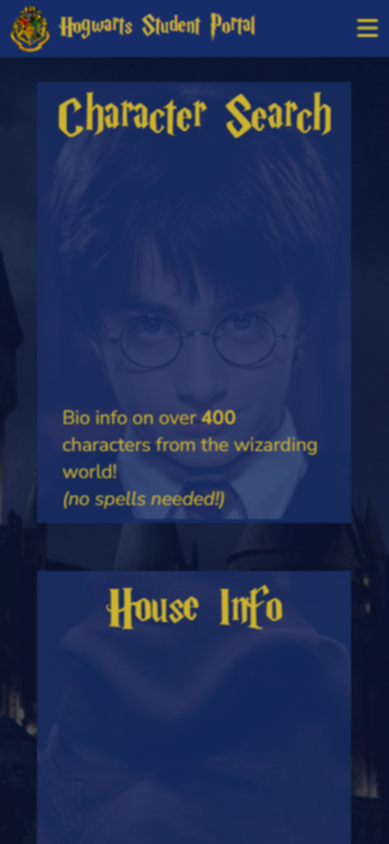 Hogwarts Student Portal
Character Search
Bio info on over 400
characters from the wizarding
world!
(no spells needed!)
House Info